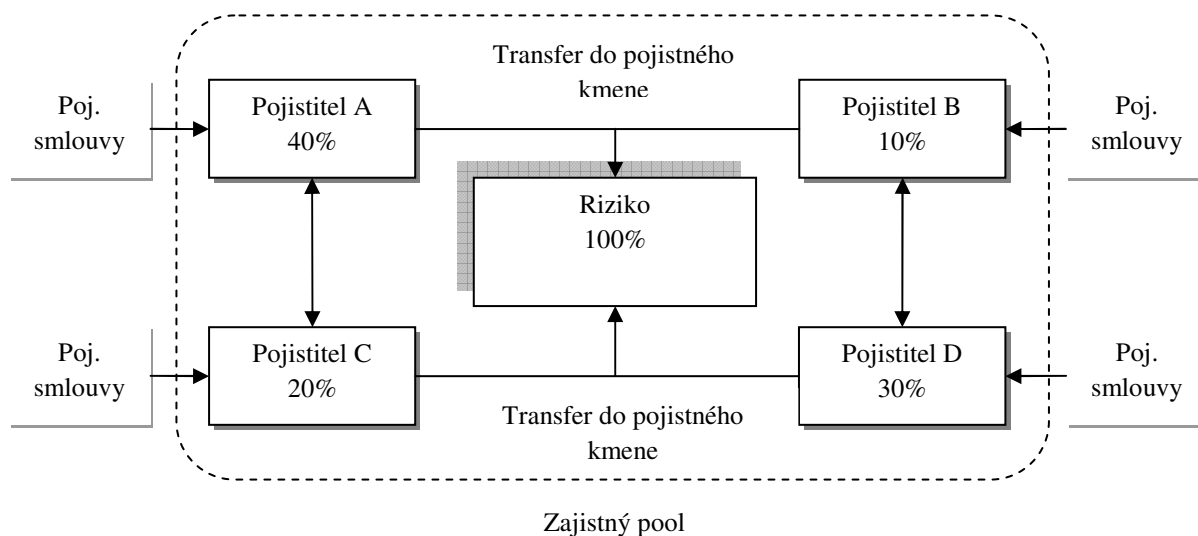 Transfer do pojistného
kmene
Poj.
smlouvy
Pojistitel A
40%
Pojistitel B
10%
Poj.
smlouvy
Riziko
100%
Poj.
smlouvy
Pojistitel C
20%
Pojistitel D
30%
Poj.
smlouvy
Transfer do pojistného
kmene
Zajistný pool